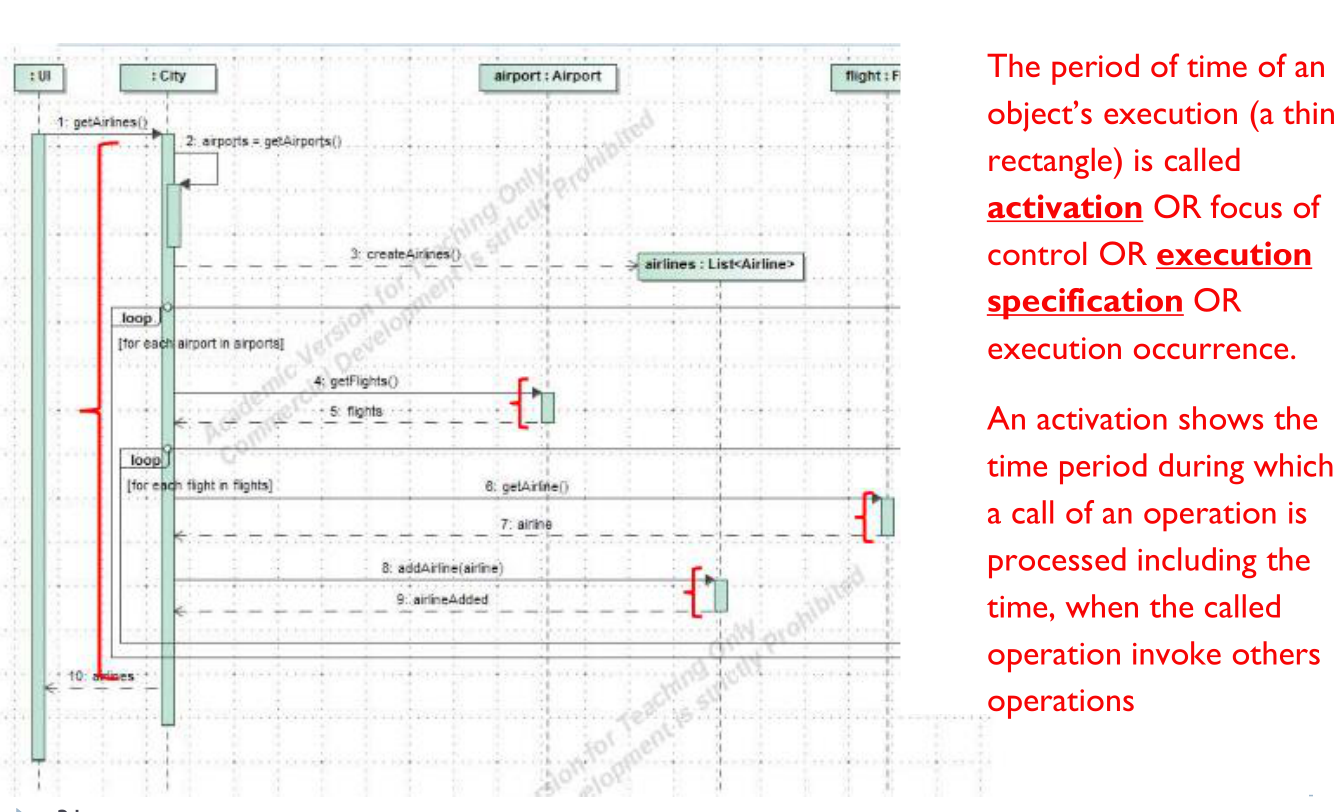 : UI
: City
airport : Airport
flight : F
1: getAirlines()
2: airports = getAirports()
3: createAirlines()
airlines : List<Airline>
loop
[for each airport in airports]
4: getFlights()
5: flights
loop
[for each flight in flights]
6: getAirline()
7: airline
8: addAirline(airline)
9: airlineAdded
10: airlines
Academic Version for Teaching Only
Commercial Development is strictly Prohibited
rsion for Teaching Only
elopment is strictly Prohibited
The period of time of an
object’s execution (a thin
rectangle) is called
activation OR focus of
control OR execution
specification OR
execution occurrence.
An activation shows the
time period during which
a call of an operation is
processed including the
time, when the called
operation invoke others
operations